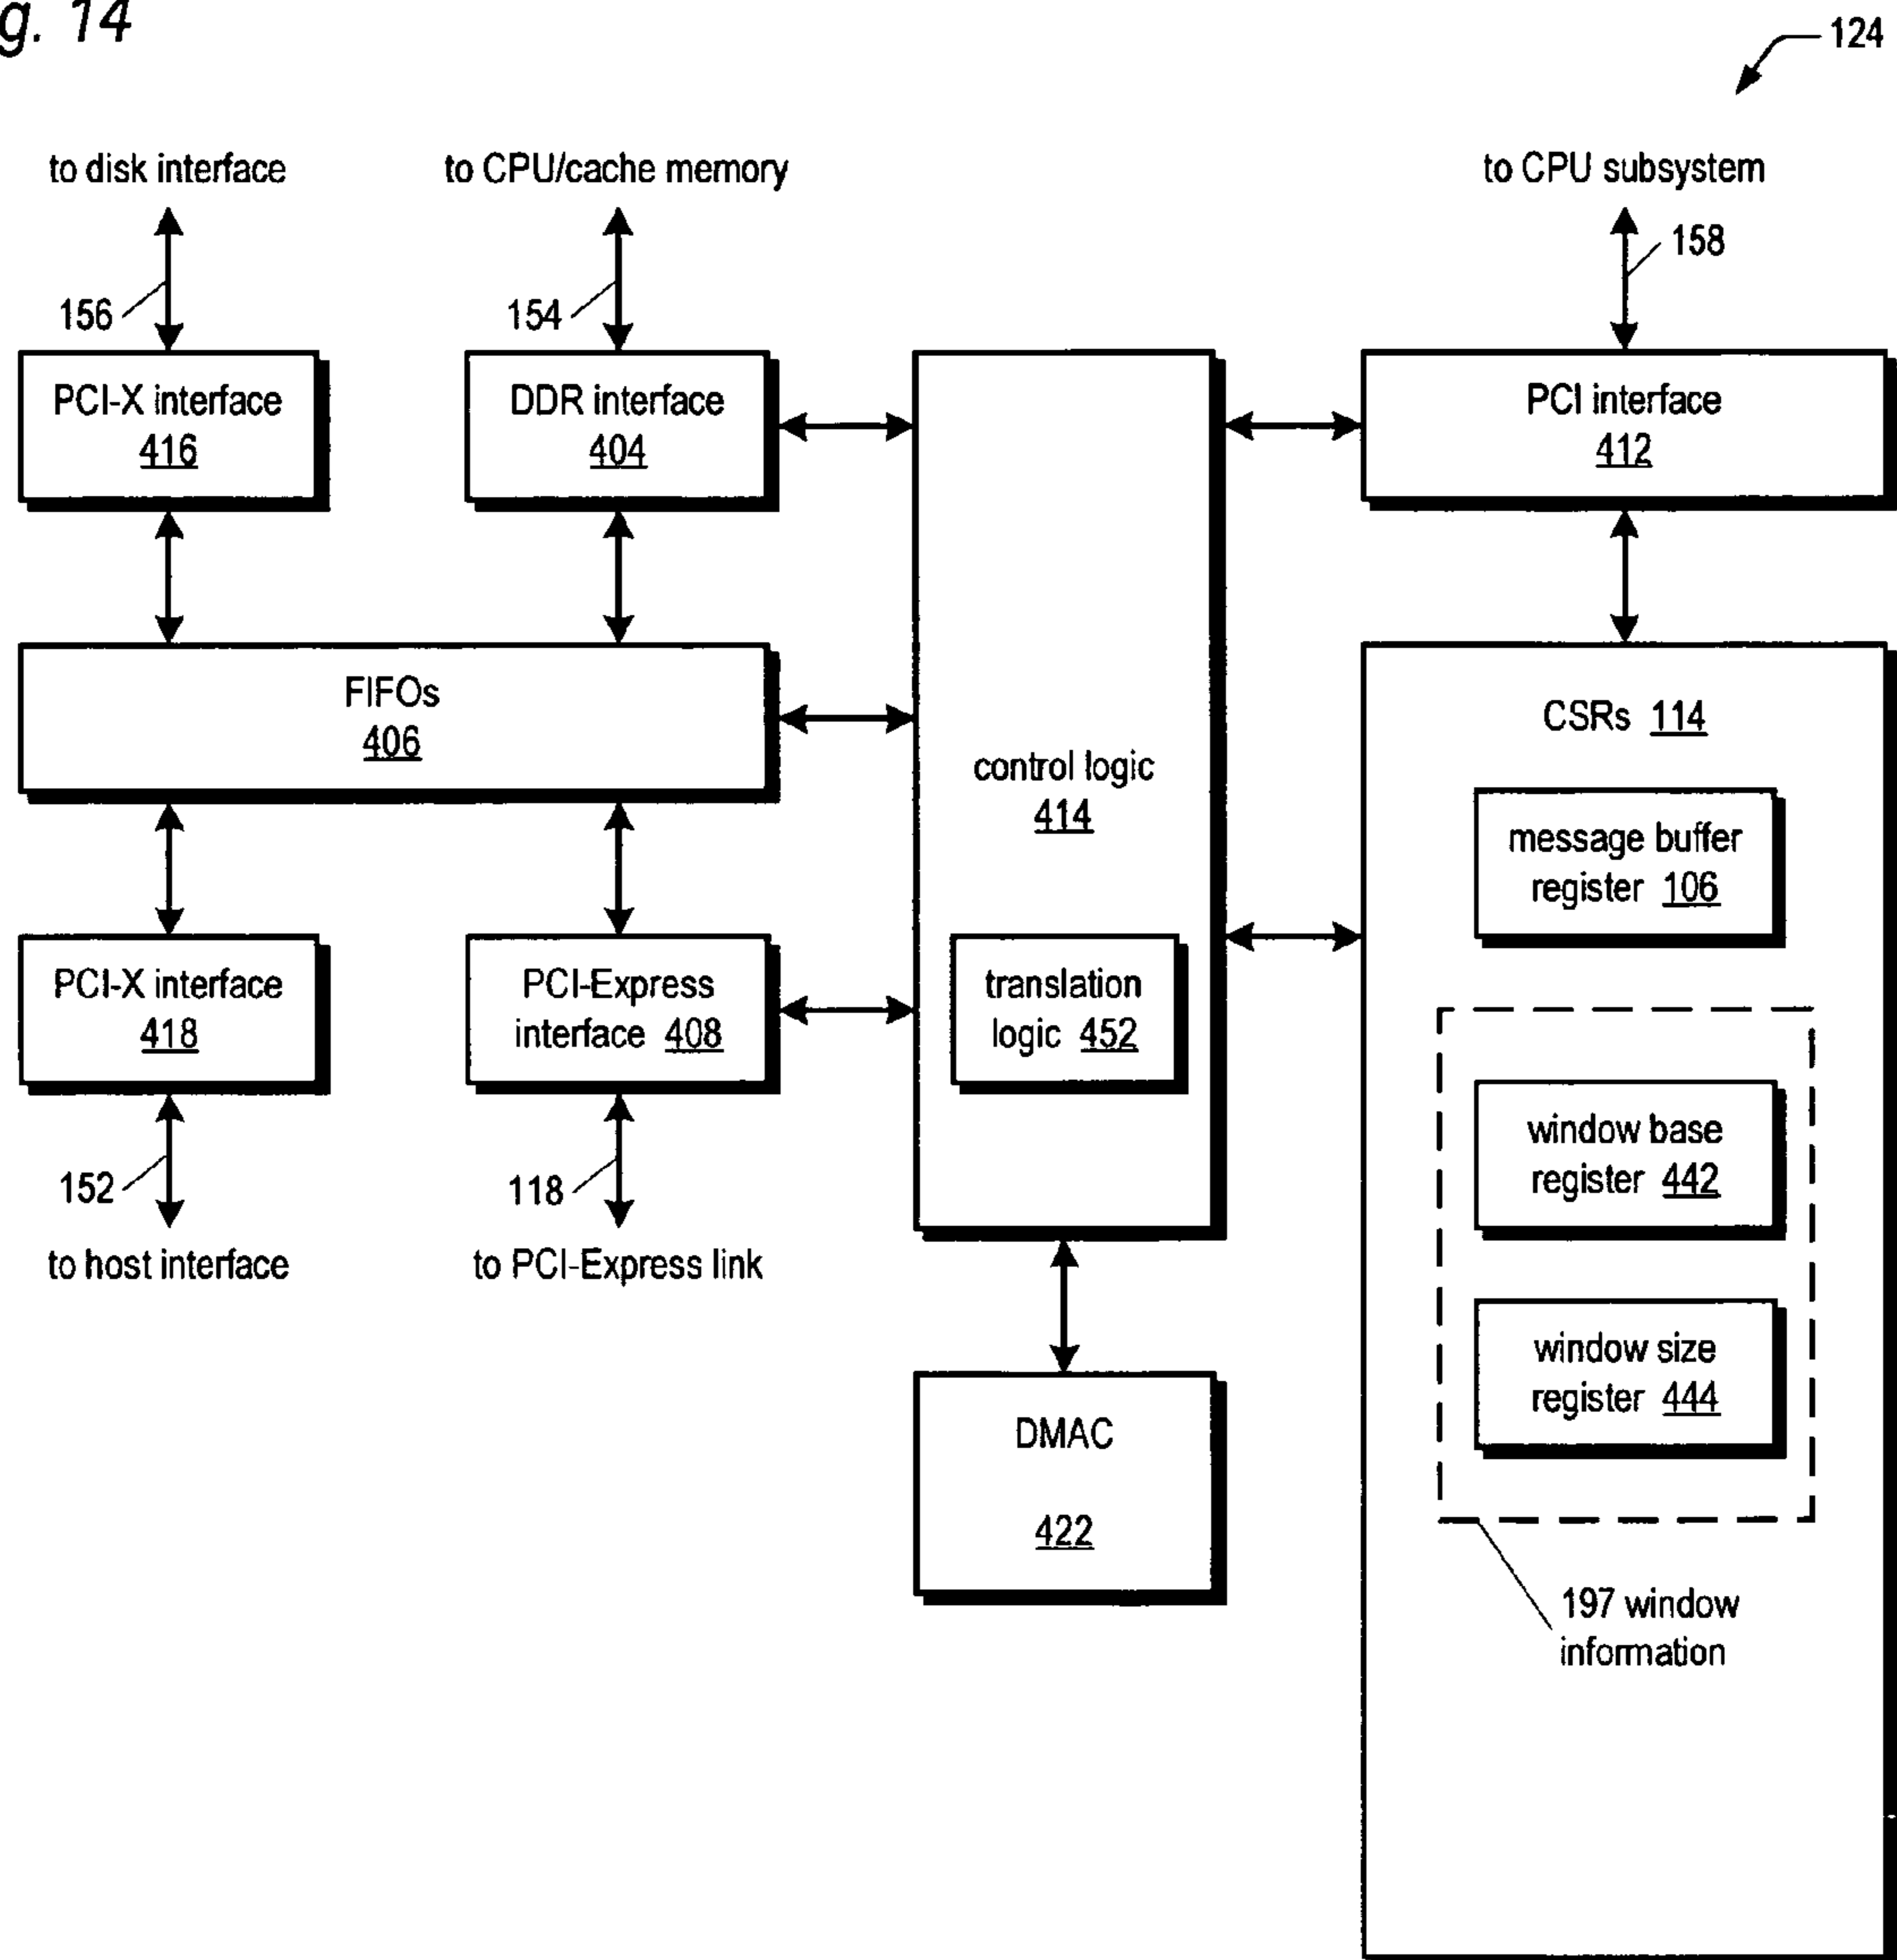 g. 14
124
to disk interface
to CPU/cache memory
to CPU subsystem
156
154
158
PCI-X interface
416
DDR interface
404
PCI interface
412
FIFOs
406
control logic
414
translation
logic 452
CSRs 114
message buffer
register 106
PCI-X interface
418
PCI-Express
interface 408
window base
register 442
152
118
to host interface
to PCI-Express link
window size
register 444
DMAC
422
197 window
information